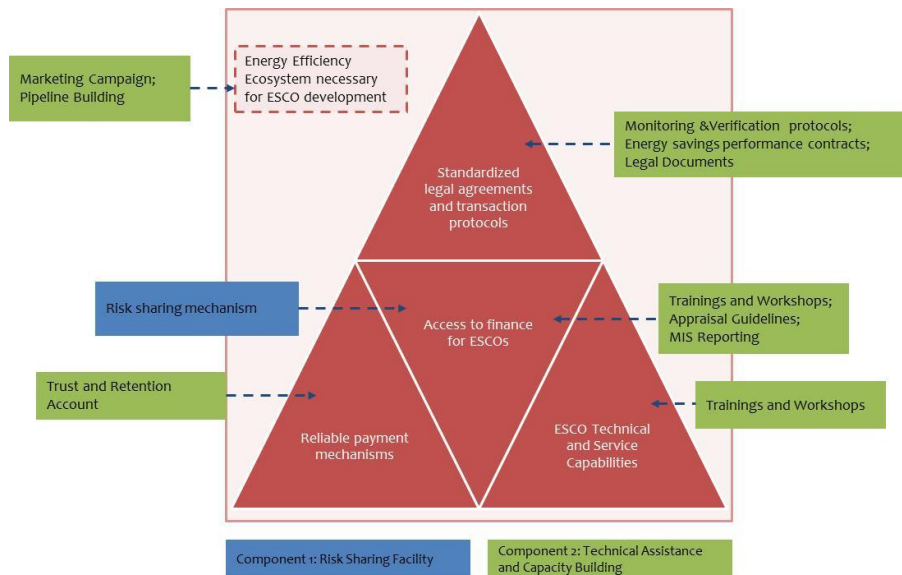 Marketing Campaign;
Pipeline Building
Energy Efficiency
Ecosystem necessary
for ESCO development
Monitoring &Verification protocols;
Energy savings performance contracts;
Legal Documents
Standardized
legal agreements
and transaction
protocols
Risk sharing mechanism
Access to finance
for ESCOs
Trainings and Workshops;
Appraisal Guidelines;
MIS Reporting
Trust and Retention
Account
Reliable payment
mechanisms
ESCO Technical
and Service
Capabilities
Trainings and Workshops
Component 1: Risk Sharing Facility
Component 2: Technical Assistance
and Capacity Building